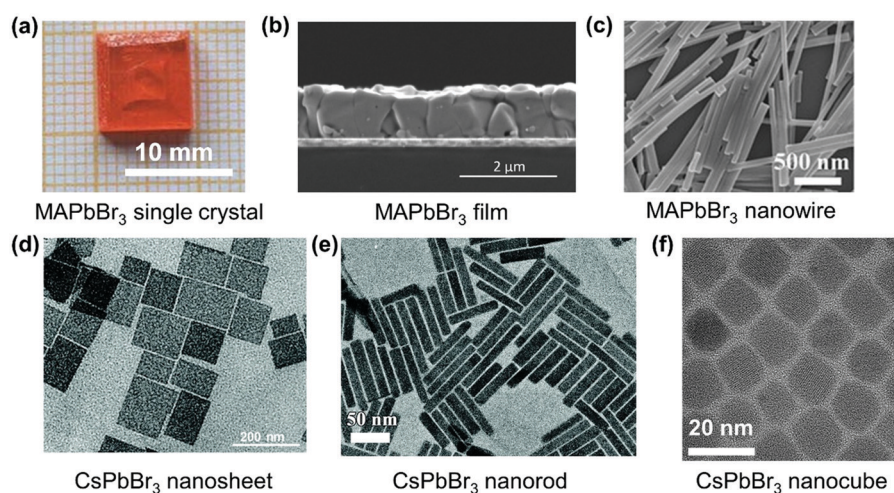 (a)
10 mm
MAPbBr₃ single crystal
(b)
2 μm
MAPbBr₃ film
(c)
500 nm
MAPbBr₃ nanowire
(d)
200 nm
CsPbBr₃ nanosheet
(e)
50 nm
CsPbBr₃ nanorod
(f)
20 nm
CsPbBr₃ nanocube